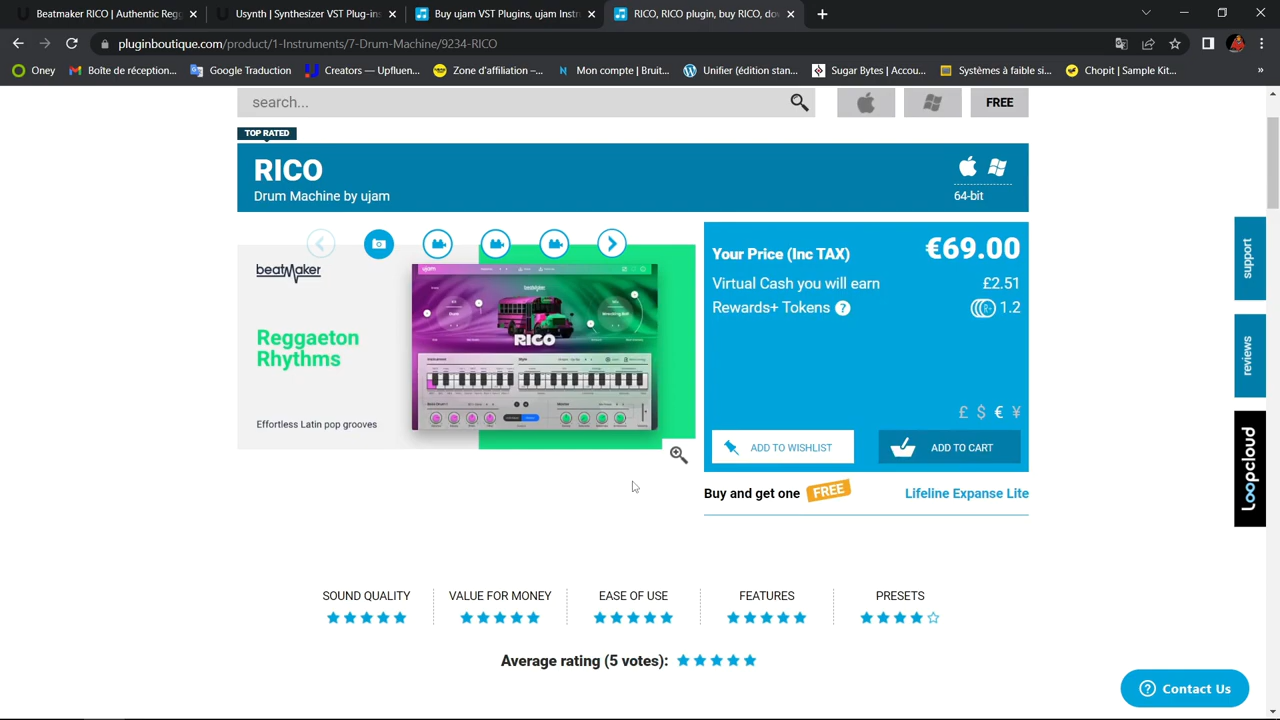 Beatmaker RICO | Authentic Regg
Usynth | Synthesizer VST Plug-ins
Buy ujam VST Plugins, ujam Instr
RICO, RICO plugin, buy RICO, do
pluginboutique.com/product/1-Instruments/7-Drum-Machine/9234-RICO
Oney
Boîte de réception...
Google Traduction
Creators — Upfluen...
Zone d'affiliation –...
Mon compte | Bruit...
Unifier (édition stan...
Sugar Bytes | Accou...
Systèmes à faible si...
Chopit | Sample Kit...
search...
FREE
TOP RATED
RICO
Drum Machine by ujam
64-bit
beatMaker
Reggaeton
Rhythms
Effortless Latin pop grooves
ujam
RICO
Your Price (Inc TAX)
€69.00
Virtual Cash you will earn
£2.51
Rewards+ Tokens ?
1.2
£ $ € ¥
ADD TO WISHLIST
ADD TO CART
Buy and get one FREE
Lifeline Expanse Lite
support
reviews
loopcloud
SOUND QUALITY
VALUE FOR MONEY
EASE OF USE
FEATURES
PRESETS
Average rating (5 votes):
Contact Us